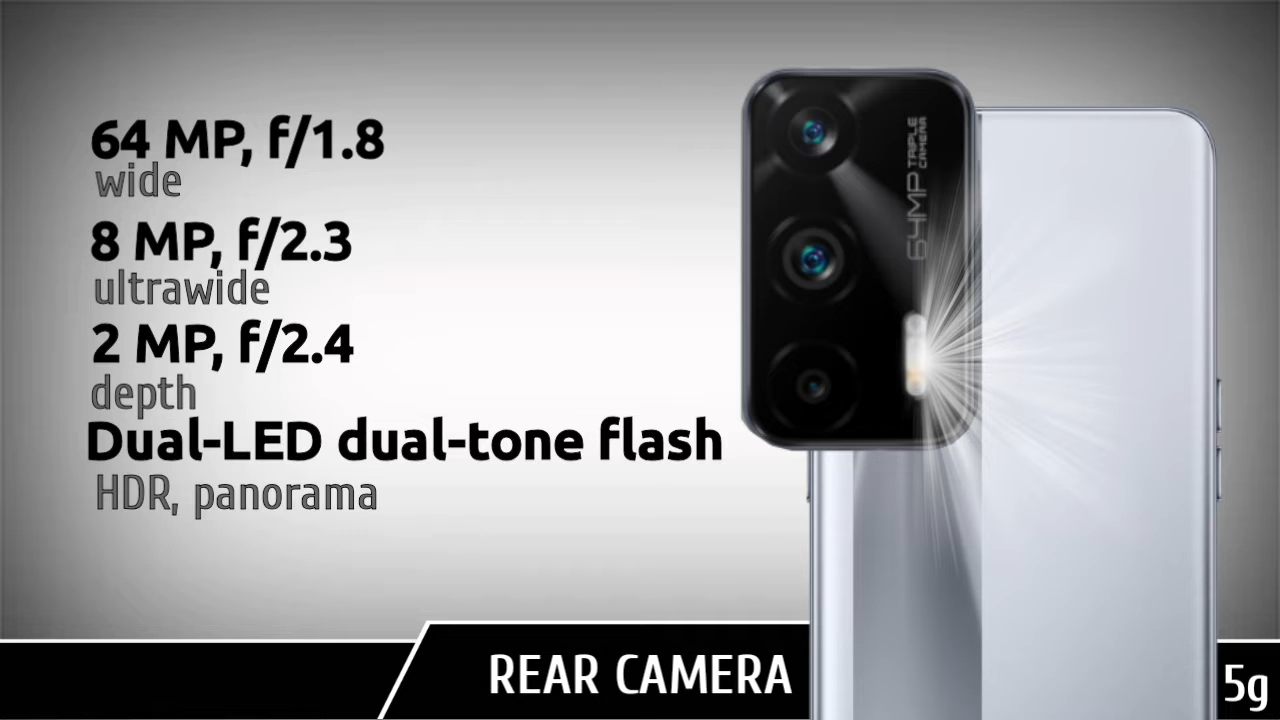 64 MP, f/1.8
wide
8 MP, f/2.3
ultrawide
2 MP, f/2.4
depth
Dual-LED dual-tone flash
HDR, panorama
64MP TRIPLE
CAMERA
REAR CAMERA
5g